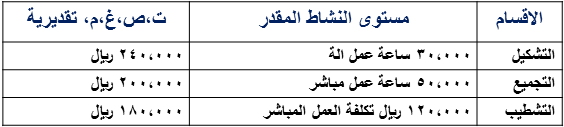 الاقسام مستوى النشاط المقدر ت،ص،غ،م، تقديرية
التشكيل ٣٠،٠٠٠ ساعة عمل الة ٢٤٠،٠٠٠ ريال
التجميع ٥٠،٠٠٠ ساعة عمل مباشر ٢٠٠،٠٠٠ ريال
التشطيب ١٢٠،٠٠٠ ريال تكلفة العمل المباشر ١٨٠،٠٠٠ ريال